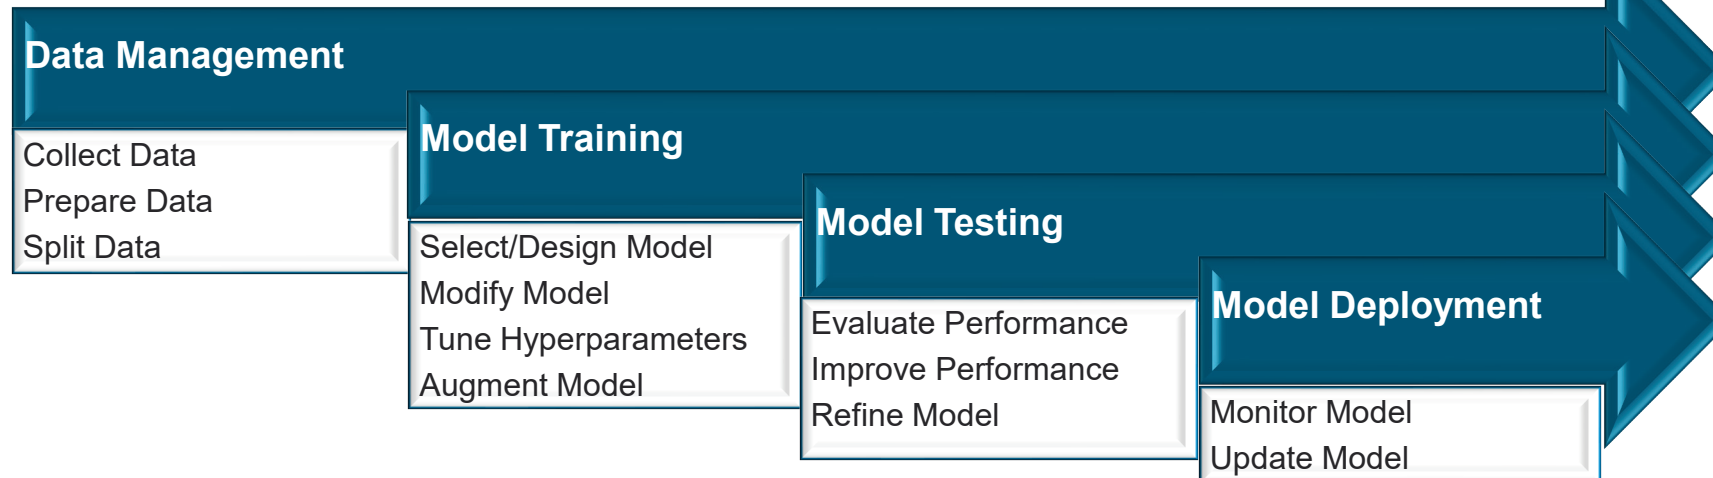 Data Management
Collect Data
Prepare Data
Split Data
Model Training
Select/Design Model
Modify Model
Tune Hyperparameters
Augment Model
Model Testing
Evaluate Performance
Improve Performance
Refine Model
Model Deployment
Monitor Model
Update Model